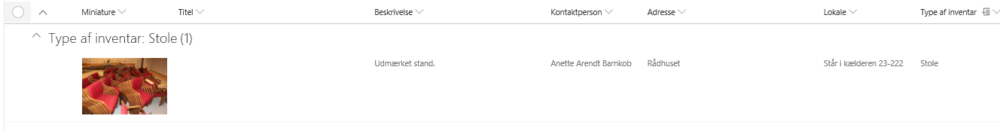 Miniature Titel Beskrivelse Kontaktperson Adresse Lokale Type af inventar
Type af inventar: Stole (1)
Udmærket stand. Anette Arendt Barnkob Rådhuset Står i kælderen 23-222 Stole